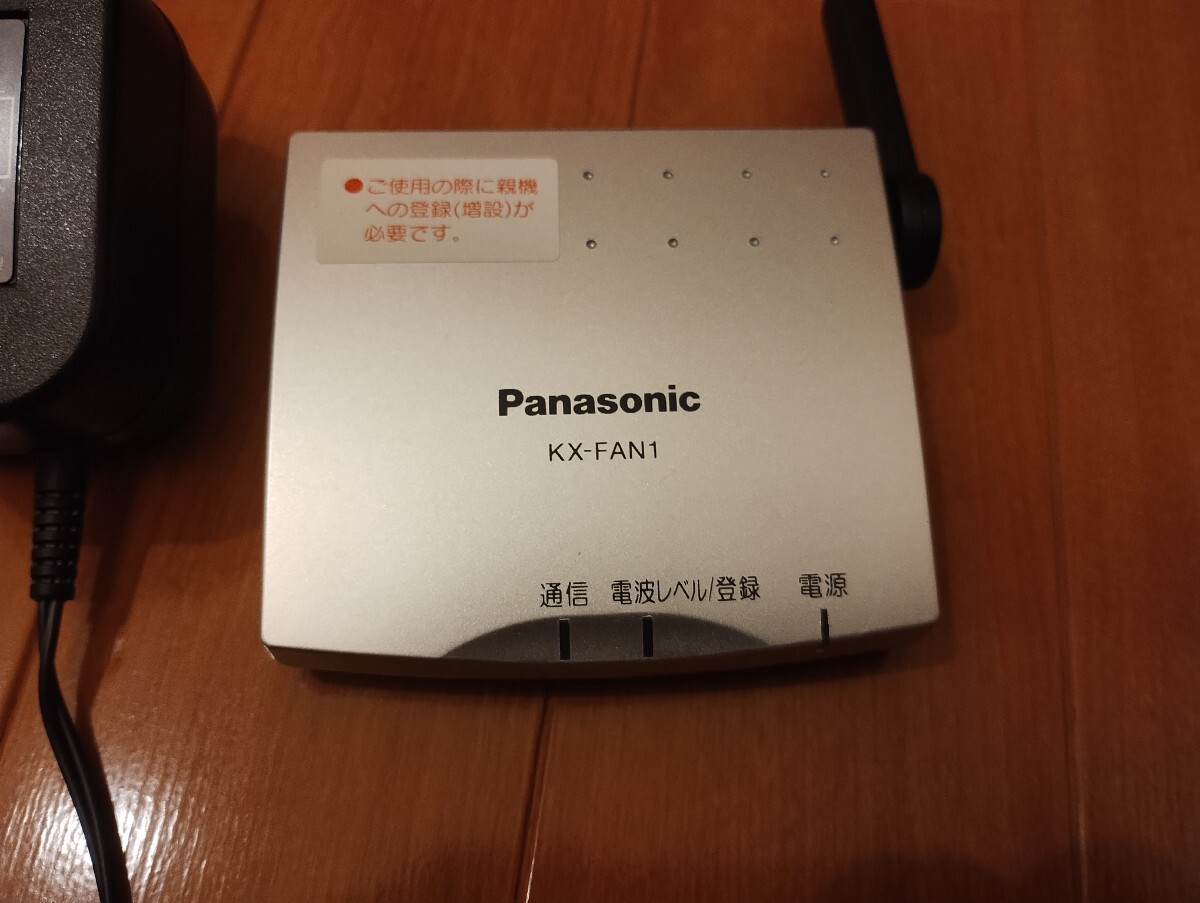 ●ご使用の際に親機
への登録(増設)が
必要です。
Panasonic
KX-FAN1
通信 電波レベル/登録 電源